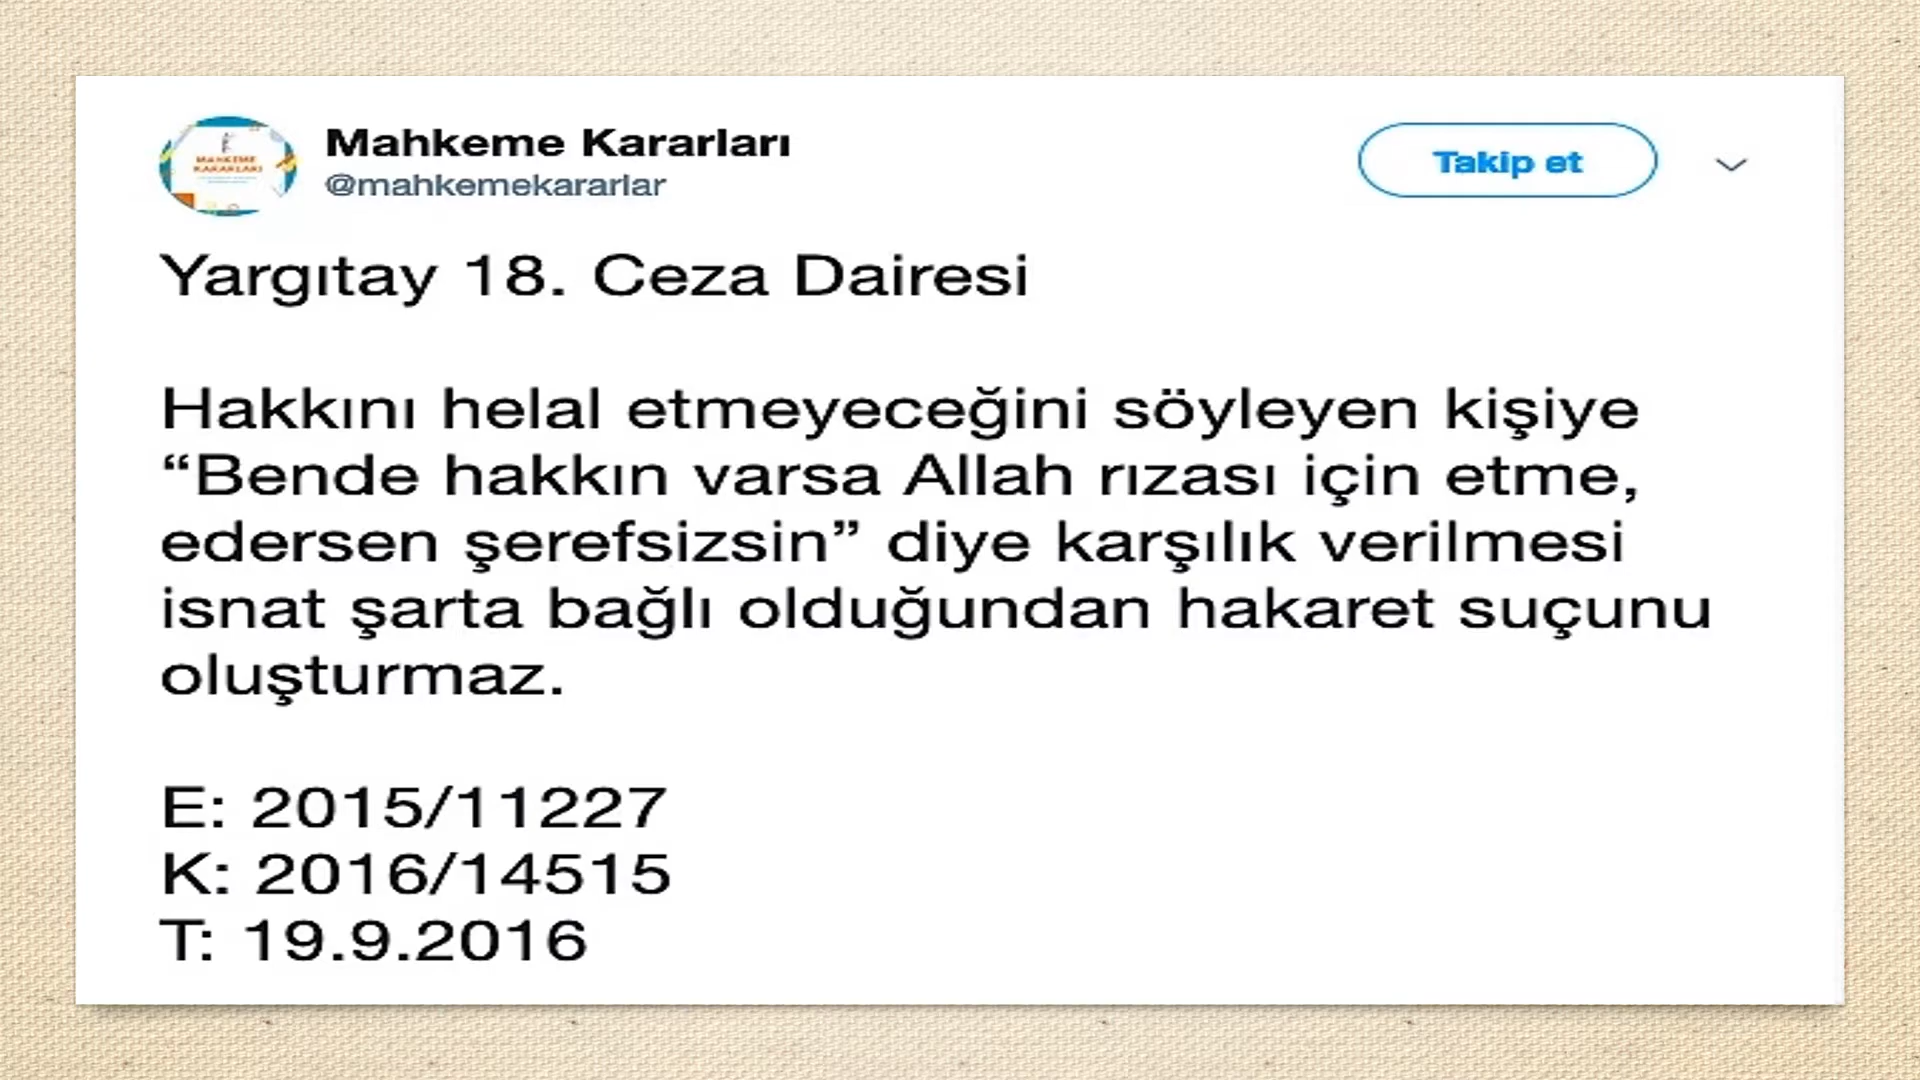 MAHKEME
KARARLARI
Mahkeme Kararları
@mahkemekararlar
Takip et
Yargıtay 18. Ceza Dairesi
Hakkını helal etmeyeceğini söyleyen kişiye
“Bende hakkın varsa Allah rızası için etme,
edersen şerefsizsin” diye karşılık verilmesi
isnat şarta bağlı olduğundan hakaret suçunu
oluşturmaz.
E: 2015/11227
K: 2016/14515
T: 19.9.2016